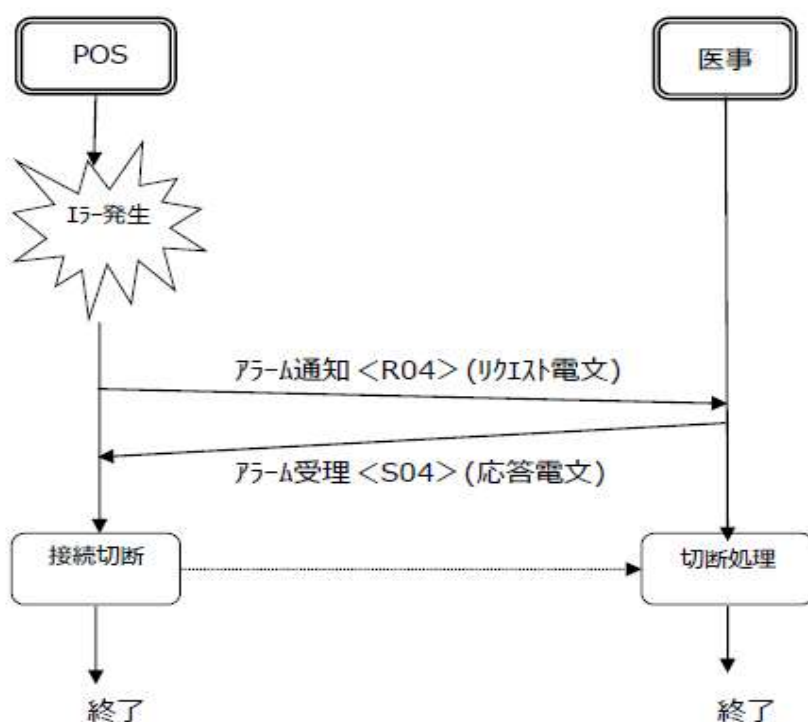 POS
医事
ｴﾗｰ発生
ｱﾗｰﾑ通知＜R04＞(ﾘｸｴｽﾄ電文)
ｱﾗｰﾑ受理＜S04＞(応答電文)
接続切断
切断処理
終了
終了